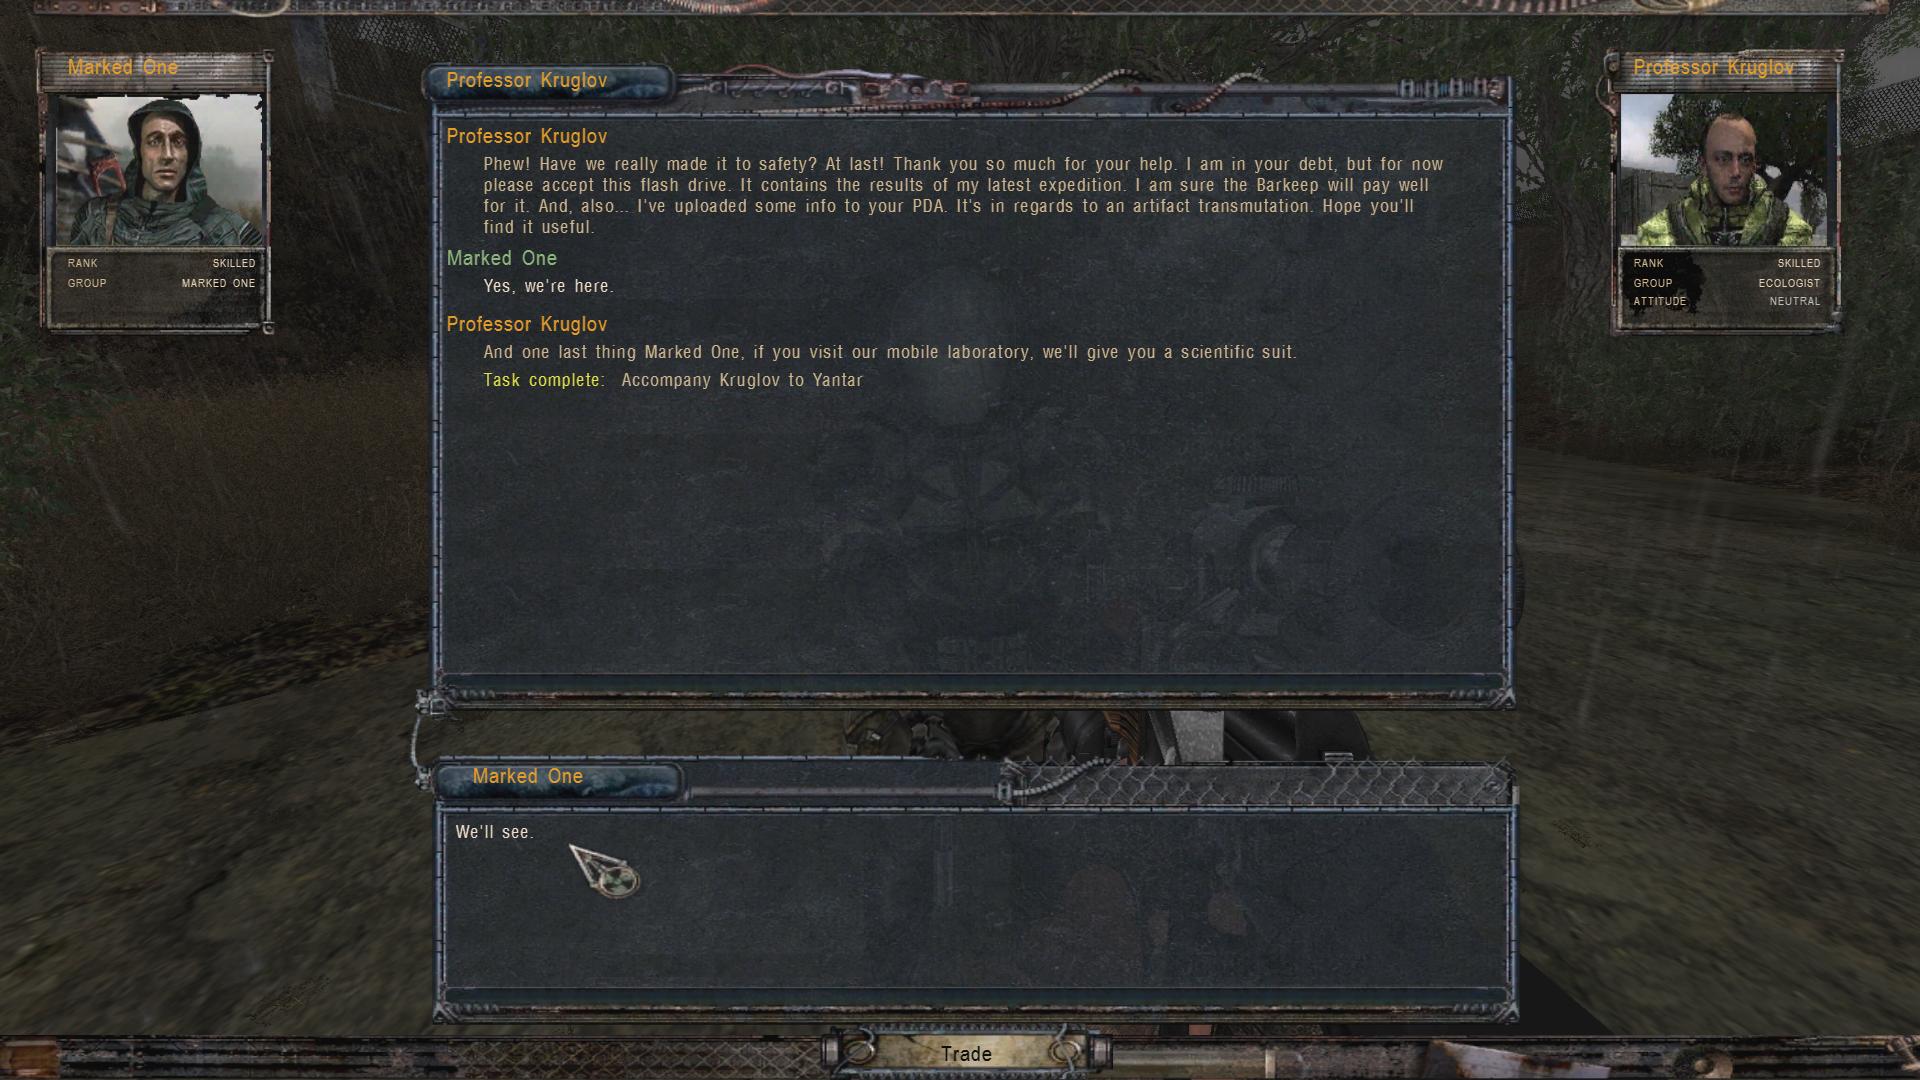 Marked One
RANK SKILLED
GROUP MARKED ONE
Professor Kruglov
Professor Kruglov
Phew! Have we really made it to safety? At last! Thank you so much for your help. I am in your debt, but for now
please accept this flash drive. It contains the results of my latest expedition. I am sure the Barkeep will pay well
for it. And, also... I've uploaded some info to your PDA. It's in regards to an artifact transmutation. Hope you'll
find it useful.
Marked One
Yes, we're here.
Professor Kruglov
And one last thing Marked One, if you visit our mobile laboratory, we'll give you a scientific suit.
Task complete: Accompany Kruglov to Yantar
Professor Kruglov
RANK SKILLED
GROUP ECOLOGIST
ATTITUDE NEUTRAL
Marked One
We'll see.
Trade